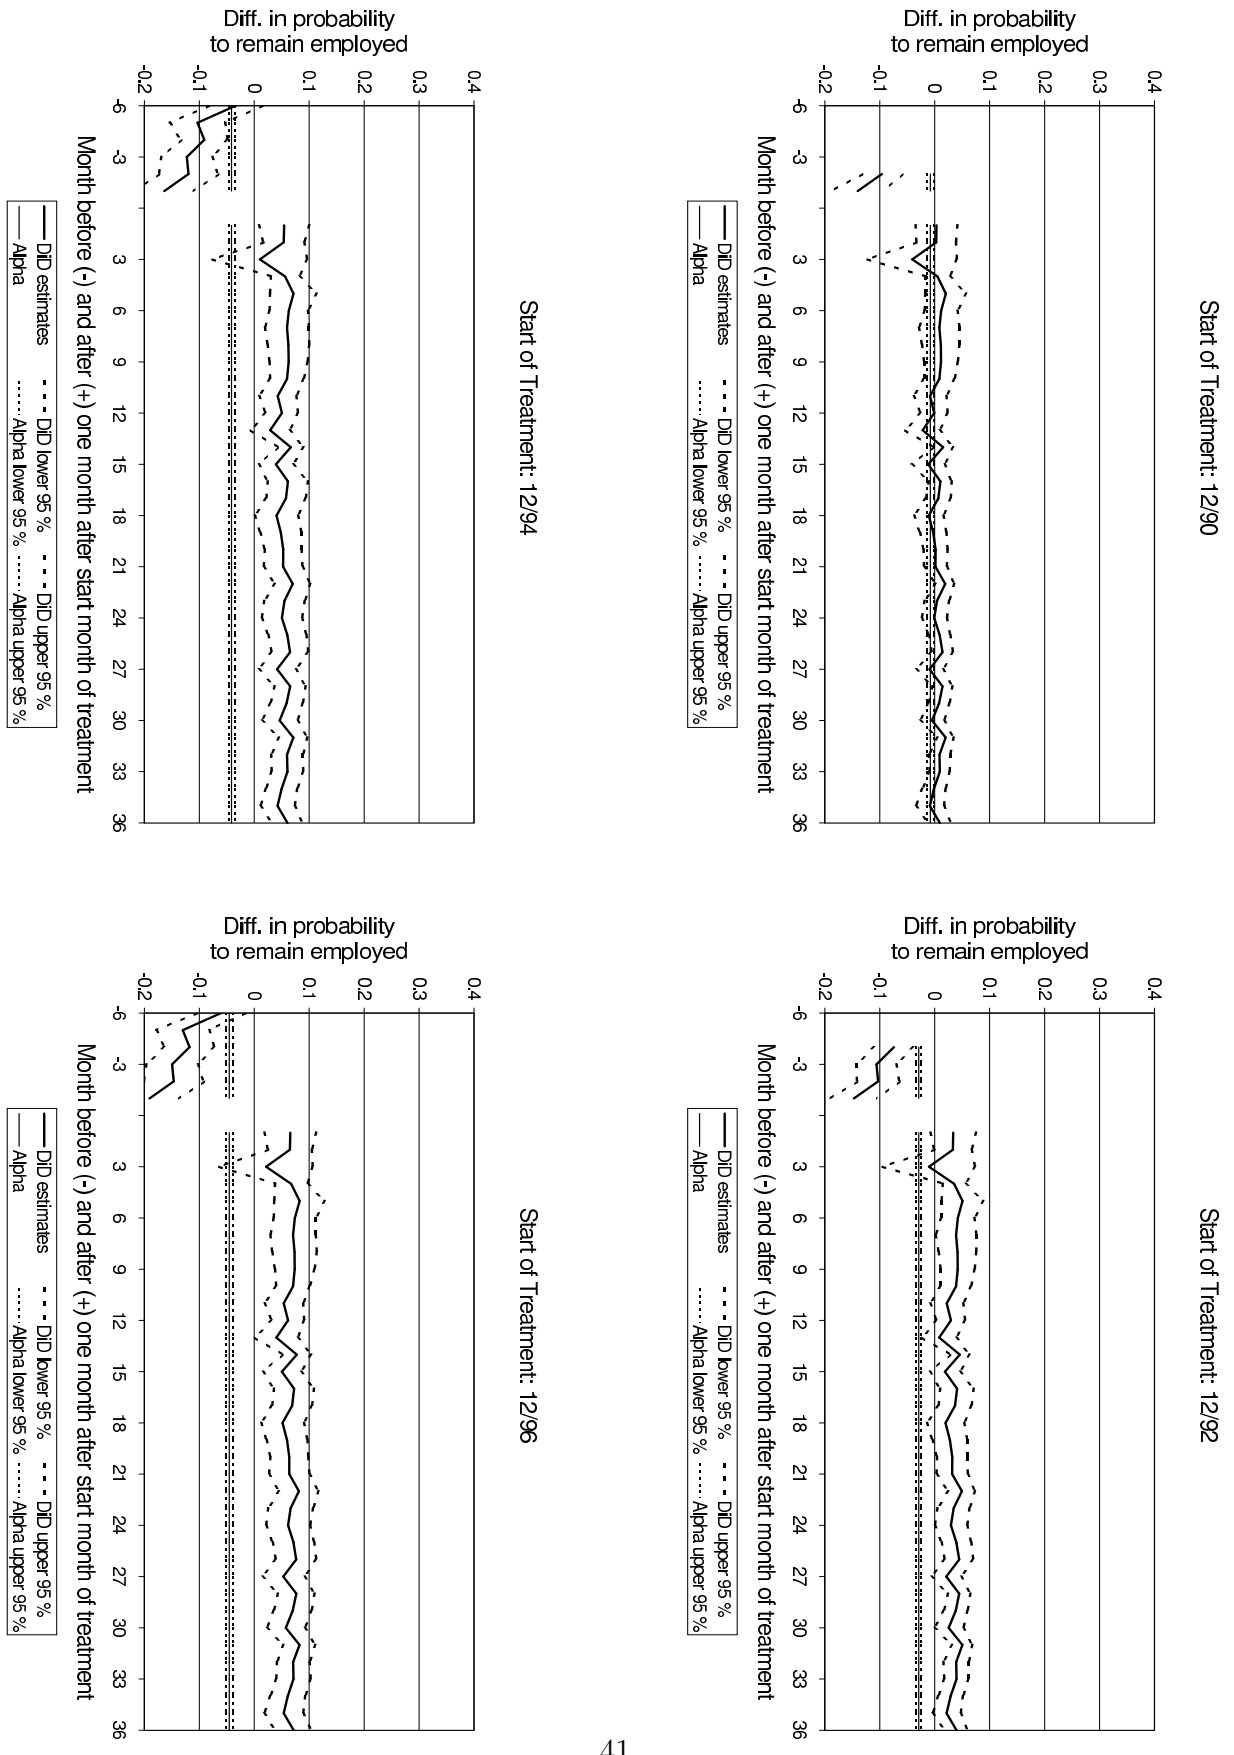 Start of Treatment: 12/90
Diff. in probability
to remain employed
0.4
0.3
0.2
0.1
0
-0.1
-0.2
-6 -3 3 6 9 12 15 18 21 24 27 30 33 36
Month before (-) and after (+) one month after start month of treatment
DiD estimates DiD lower 95 % DiD upper 95 %
Alpha Alpha lower 95 % Alpha upper 95 %
Start of Treatment: 12/92
Diff. in probability
to remain employed
0.4
0.3
0.2
0.1
0
-0.1
-0.2
-6 -3 3 6 9 12 15 18 21 24 27 30 33 36
Month before (-) and after (+) one month after start month of treatment
DiD estimates DiD lower 95 % DiD upper 95 %
Alpha Alpha lower 95 % Alpha upper 95 %
Start of Treatment: 12/94
Diff. in probability
to remain employed
0.4
0.3
0.2
0.1
0
-0.1
-0.2
-6 -3 3 6 9 12 15 18 21 24 27 30 33 36
Month before (-) and after (+) one month after start month of treatment
DiD estimates DiD lower 95 % DiD upper 95 %
Alpha Alpha lower 95 % Alpha upper 95 %
Start of Treatment: 12/96
Diff. in probability
to remain employed
0.4
0.3
0.2
0.1
0
-0.1
-0.2
-6 -3 3 6 9 12 15 18 21 24 27 30 33 36
Month before (-) and after (+) one month after start month of treatment
DiD estimates DiD lower 95 % DiD upper 95 %
Alpha Alpha lower 95 % Alpha upper 95 %
41